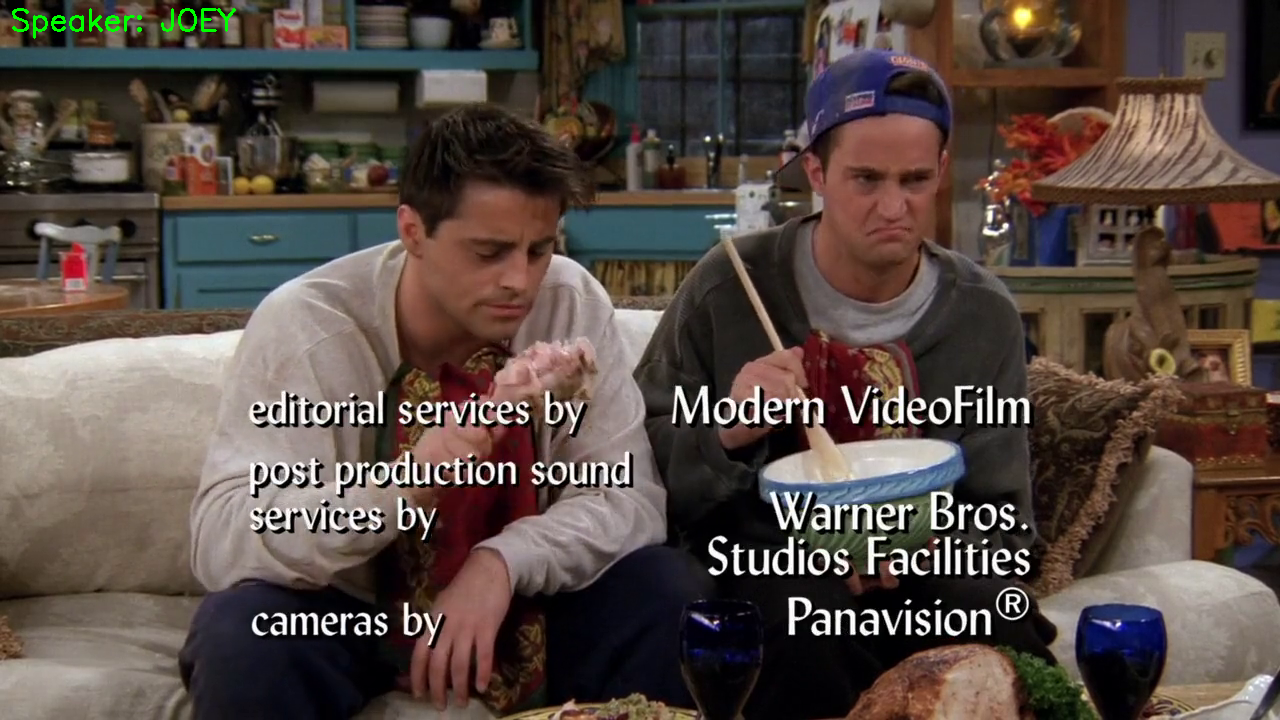 Speaker: JOEY
editorial services by Modern VideoFilm
post production sound
services by Warner Bros.
Studios Facilities
cameras by Panavision®